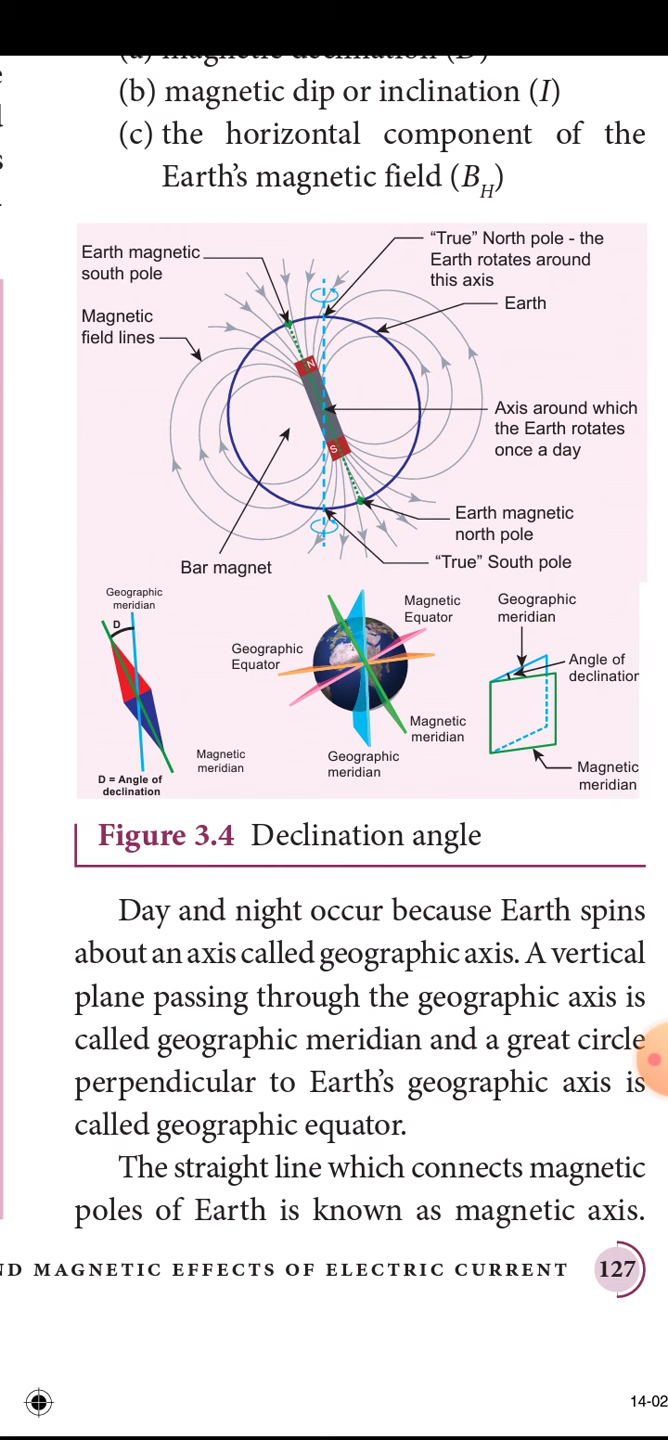 (a) magnetic declination (D)
(b) magnetic dip or inclination (I)
(c) the horizontal component of the
Earth's magnetic field (B_H)
Earth magnetic
south pole
"True" North pole - the
Earth rotates around
this axis
Earth
Magnetic
field lines
N
Axis around which
the Earth rotates
once a day
S
Earth magnetic
north pole
"True" South pole
Bar magnet
Geographic
meridian
D
Magnetic
meridian
D = Angle of
declination
Magnetic
Equator
Geographic
Equator
Magnetic
meridian
Geographic
meridian
Geographic
meridian
Angle of
declination
Magnetic
meridian
Figure 3.4 Declination angle
Day and night occur because Earth spins
about an axis called geographic axis. A vertical
plane passing through the geographic axis is
called geographic meridian and a great circle
perpendicular to Earth's geographic axis is
called geographic equator.
The straight line which connects magnetic
poles of Earth is known as magnetic axis.
ND MAGNETIC EFFECTS OF ELECTRIC CURRENT 127
14-02